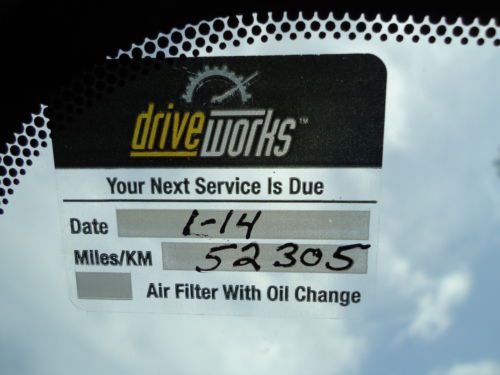 driveworks™
Your Next Service Is Due
Date 1-14
Miles/KM 52305
Air Filter With Oil Change